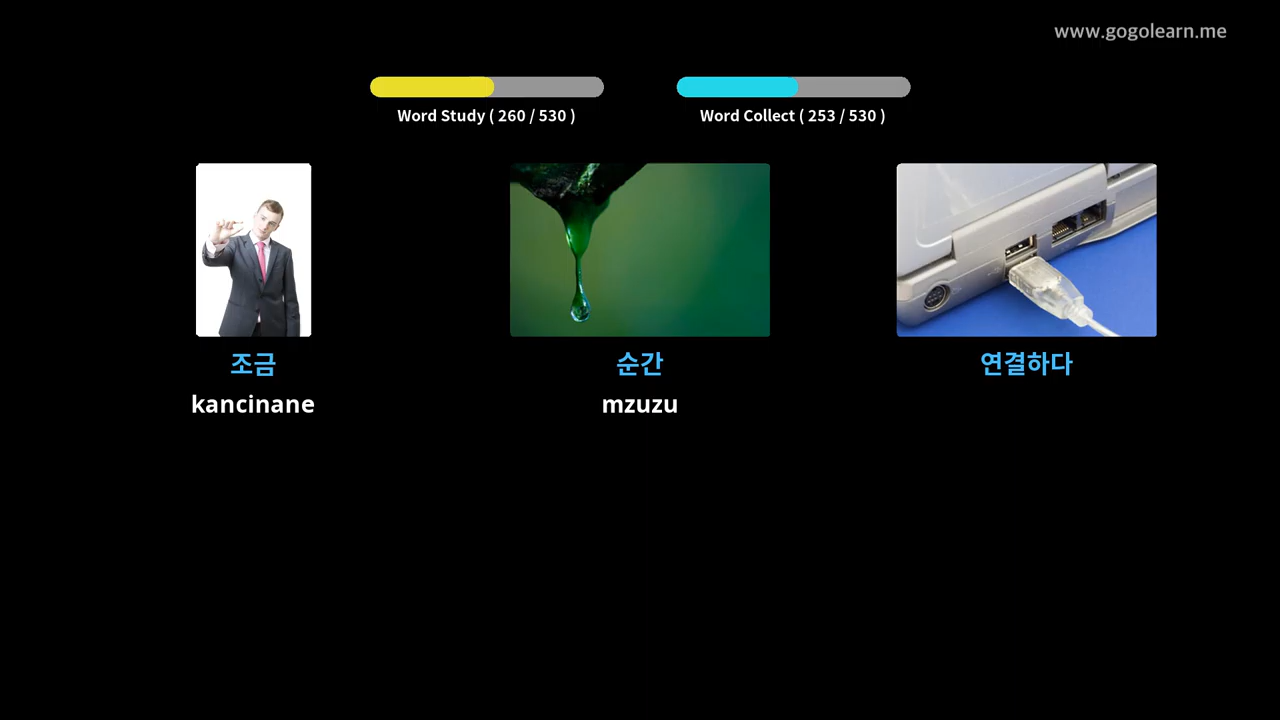 www.gogolearn.me
Word Study ( 260 / 530 )
Word Collect ( 253 / 530 )
조금
순간
연결하다
kancinane
mzuzu